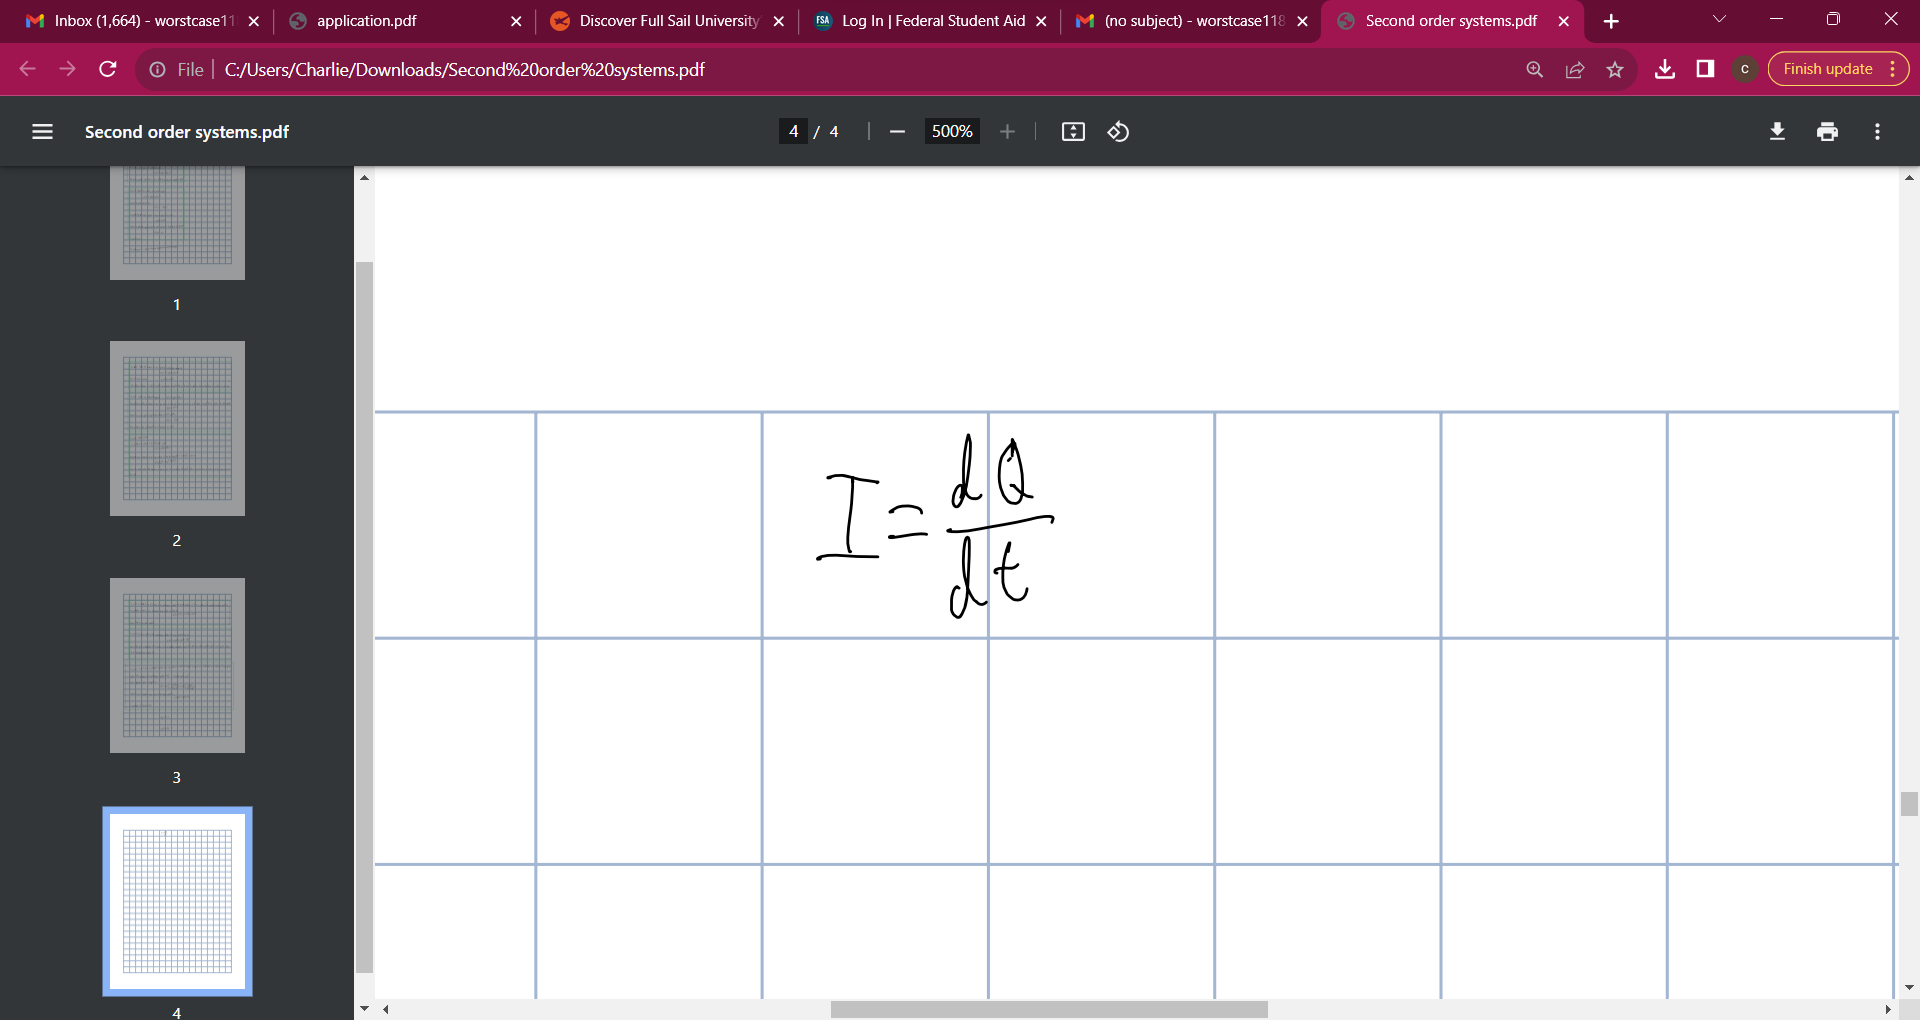 Inbox (1,664) - worstcase11
application.pdf
Discover Full Sail University
FSA Log In | Federal Student Aid
(no subject) - worstcase118
Second order systems.pdf
File | C:/Users/Charlie/Downloads/Second%20order%20systems.pdf
C
Finish update
Second order systems.pdf
4 / 4
500%
1
2
3
4
I = dQ/dt